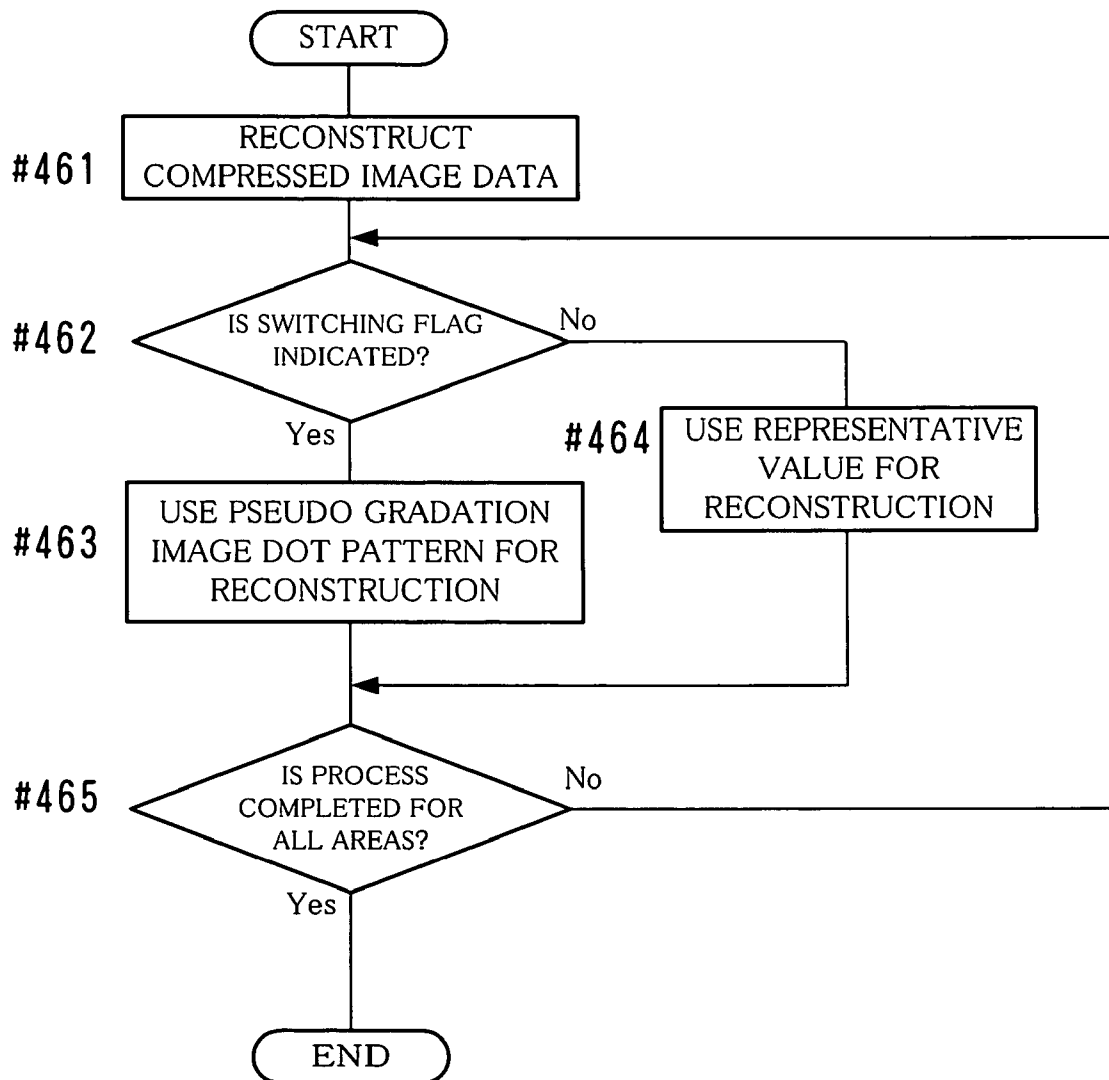 START
RECONSTRUCT
COMPRESSED IMAGE DATA
#461
IS SWITCHING FLAG
INDICATED?
#462
No
Yes
#464
USE REPRESENTATIVE
VALUE FOR
RECONSTRUCTION
USE PSEUDO GRADATION
IMAGE DOT PATTERN FOR
RECONSTRUCTION
#463
IS PROCESS
COMPLETED FOR
ALL AREAS?
#465
No
Yes
END